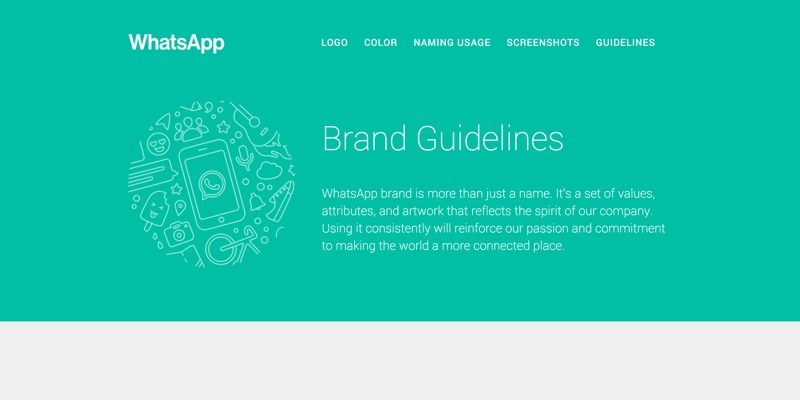 WhatsApp
LOGO COLOR NAMING USAGE SCREENSHOTS GUIDELINES
Brand Guidelines
WhatsApp brand is more than just a name. It's a set of values,
attributes, and artwork that reflects the spirit of our company.
Using it consistently will reinforce our passion and commitment
to making the world a more connected place.